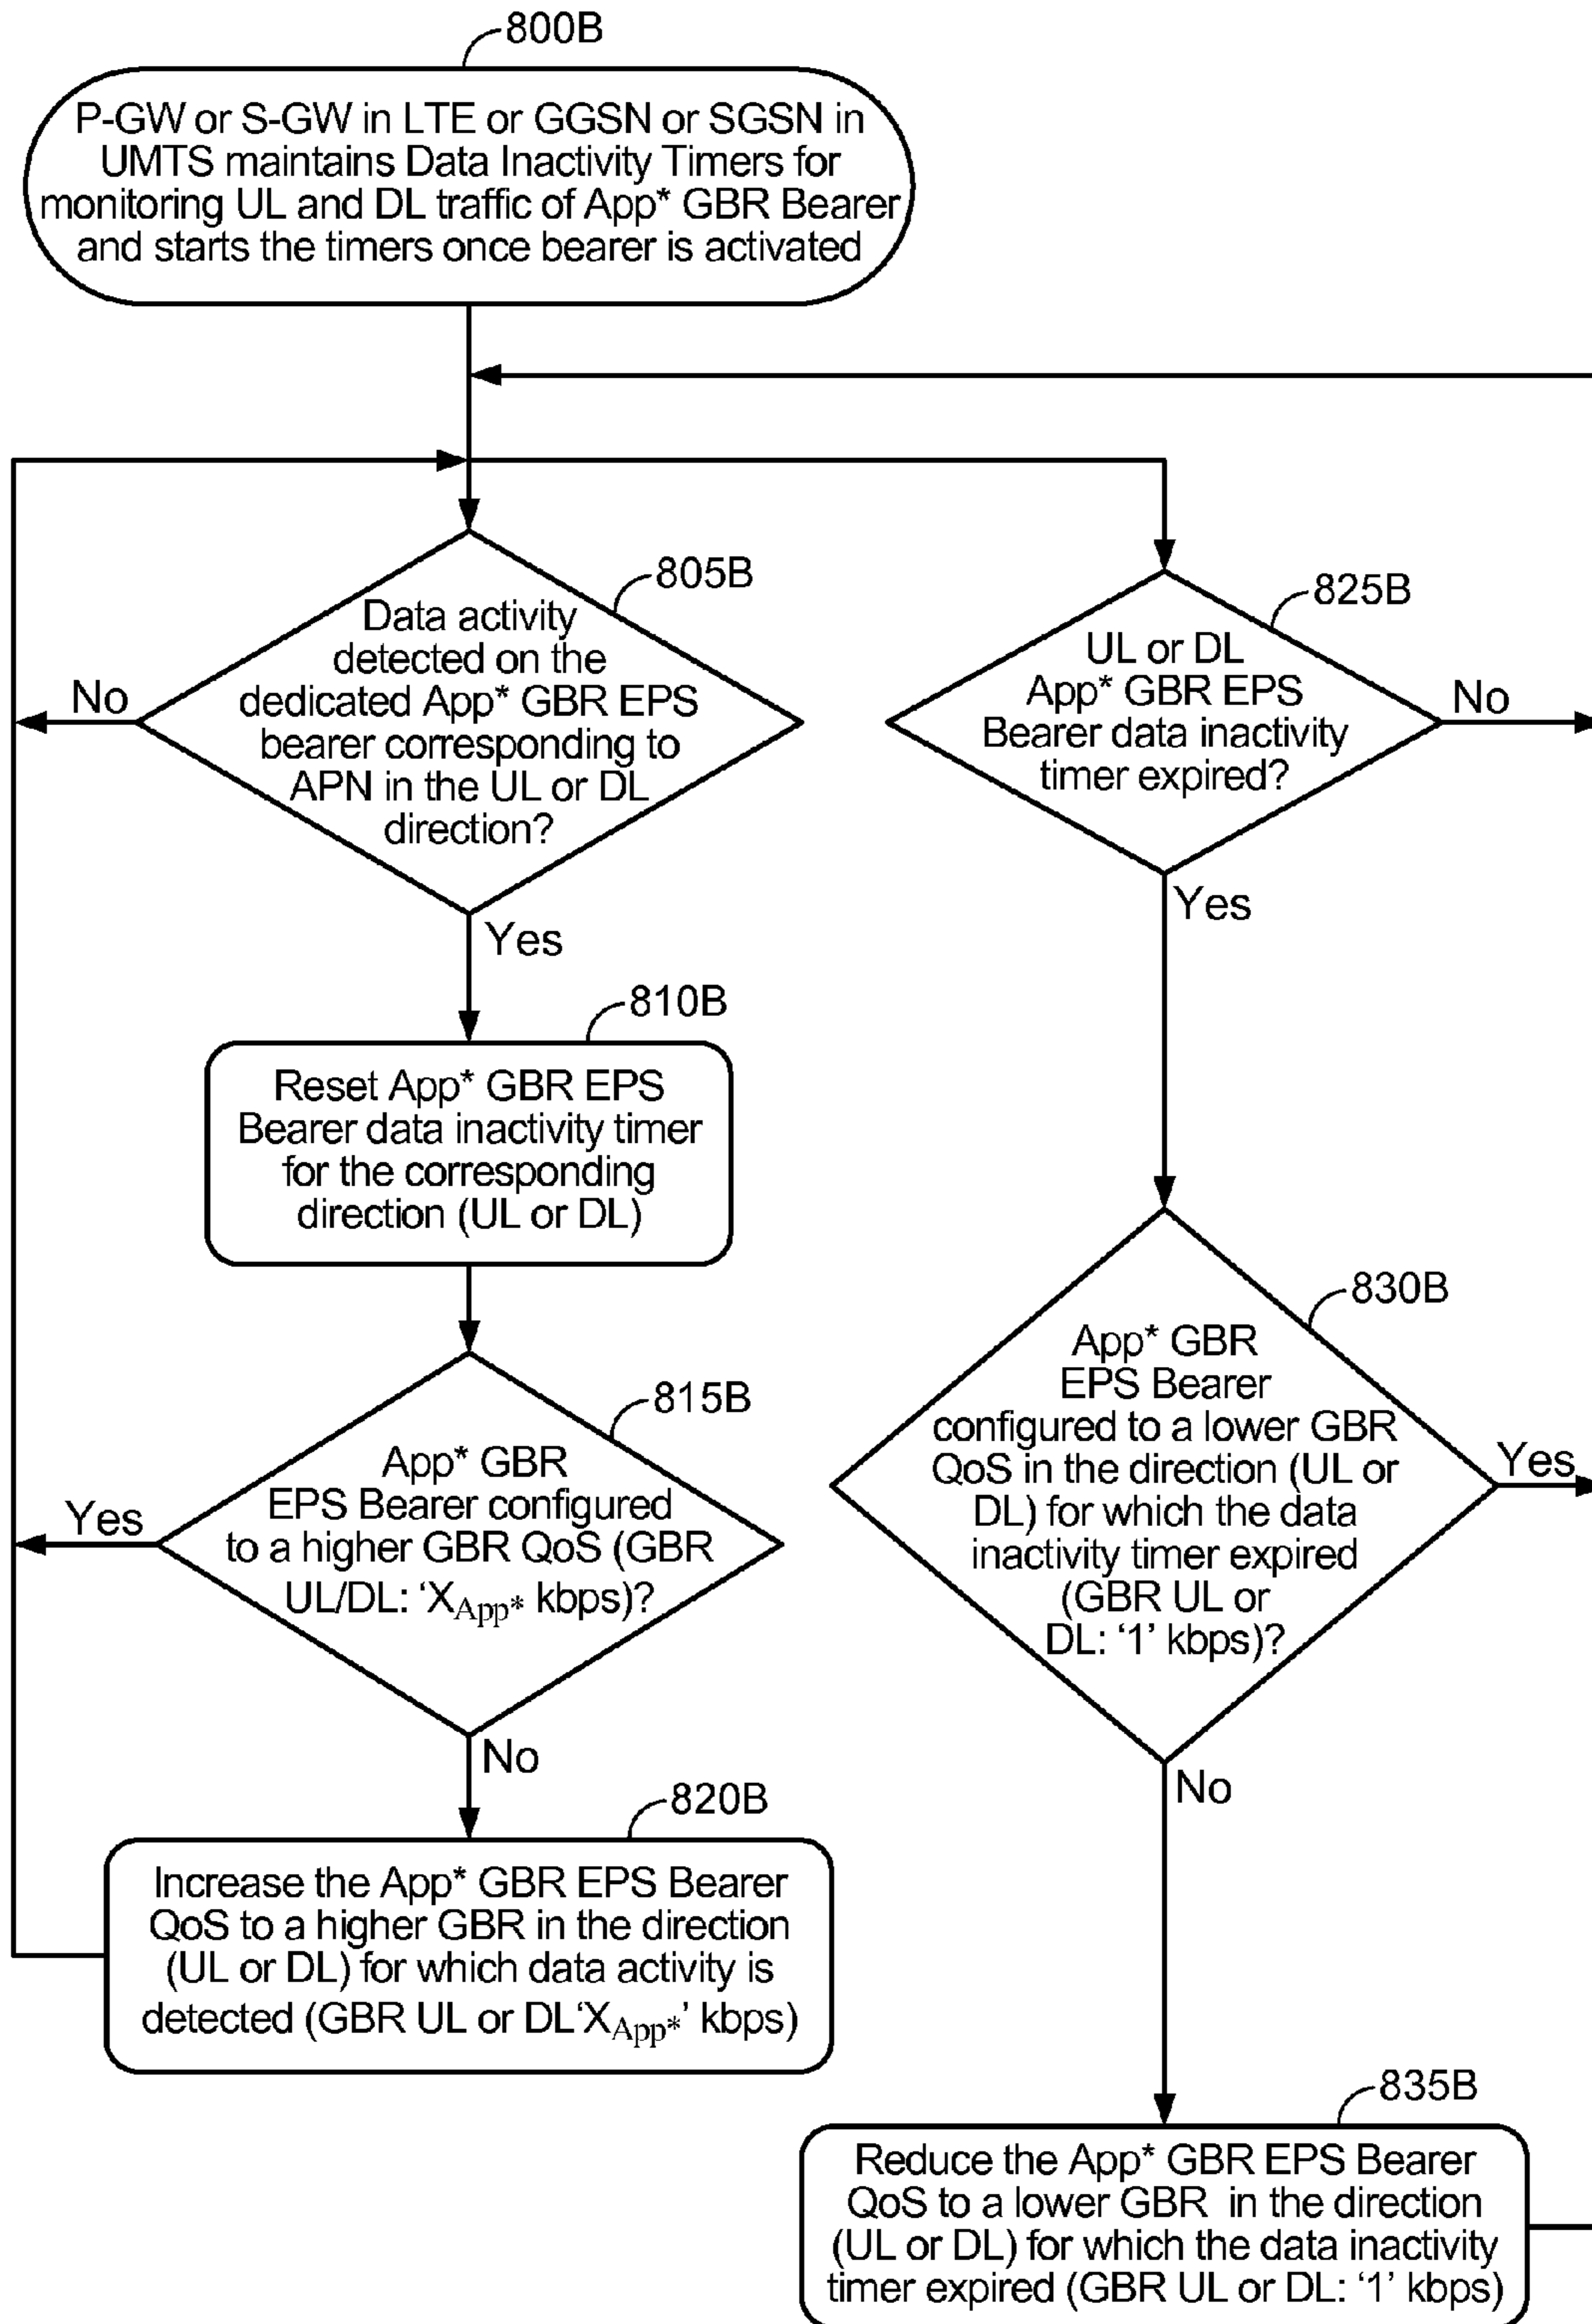 800B
P-GW or S-GW in LTE or GGSN or SGSN in
UMTS maintains Data Inactivity Timers for
monitoring UL and DL traffic of App* GBR Bearer
and starts the timers once bearer is activated
805B
Data activity
detected on the
dedicated App* GBR EPS
bearer corresponding to
APN in the UL or DL
direction?
No
Yes
810B
Reset App* GBR EPS
Bearer data inactivity timer
for the corresponding
direction (UL or DL)
815B
App* GBR
EPS Bearer configured
to a higher GBR QoS (GBR
UL/DL: ‘XApp* kbps)?
Yes
No
820B
Increase the App* GBR EPS Bearer
QoS to a higher GBR in the direction
(UL or DL) for which data activity is
detected (GBR UL or DL‘XApp*’ kbps)
825B
UL or DL
App* GBR EPS
Bearer data inactivity
timer expired?
No
Yes
830B
App* GBR
EPS Bearer
configured to a lower GBR
QoS in the direction (UL or
DL) for which the data
inactivity timer expired
(GBR UL or
DL: ‘1’ kbps)?
Yes
No
835B
Reduce the App* GBR EPS Bearer
QoS to a lower GBR in the direction
(UL or DL) for which the data inactivity
timer expired (GBR UL or DL: ‘1’ kbps)